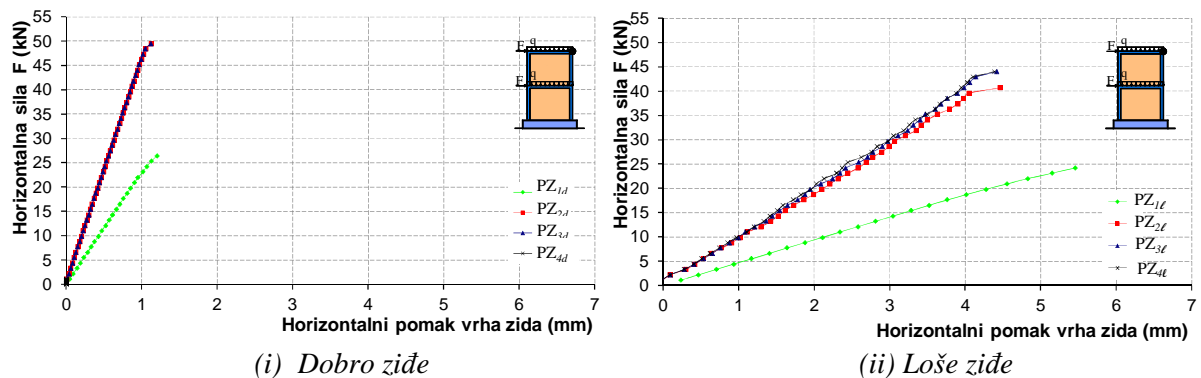 Horizontalna sila F (kN)
55
50
45
40
35
30
25
20
15
10
5
0
0 1 2 3 4 5 6 7
Horizontalni pomak vrha zida (mm)
F q
F q
PZ1d
PZ2d
PZ3d
PZ4d
(i) Dobro ziđe
Horizontalna sila F (kN)
55
50
45
40
35
30
25
20
15
10
5
0
0 1 2 3 4 5 6 7
Horizontalni pomak vrha zida (mm)
F q
F q
PZ1ℓ
PZ2ℓ
PZ3ℓ
PZ4ℓ
(ii) Loše ziđe